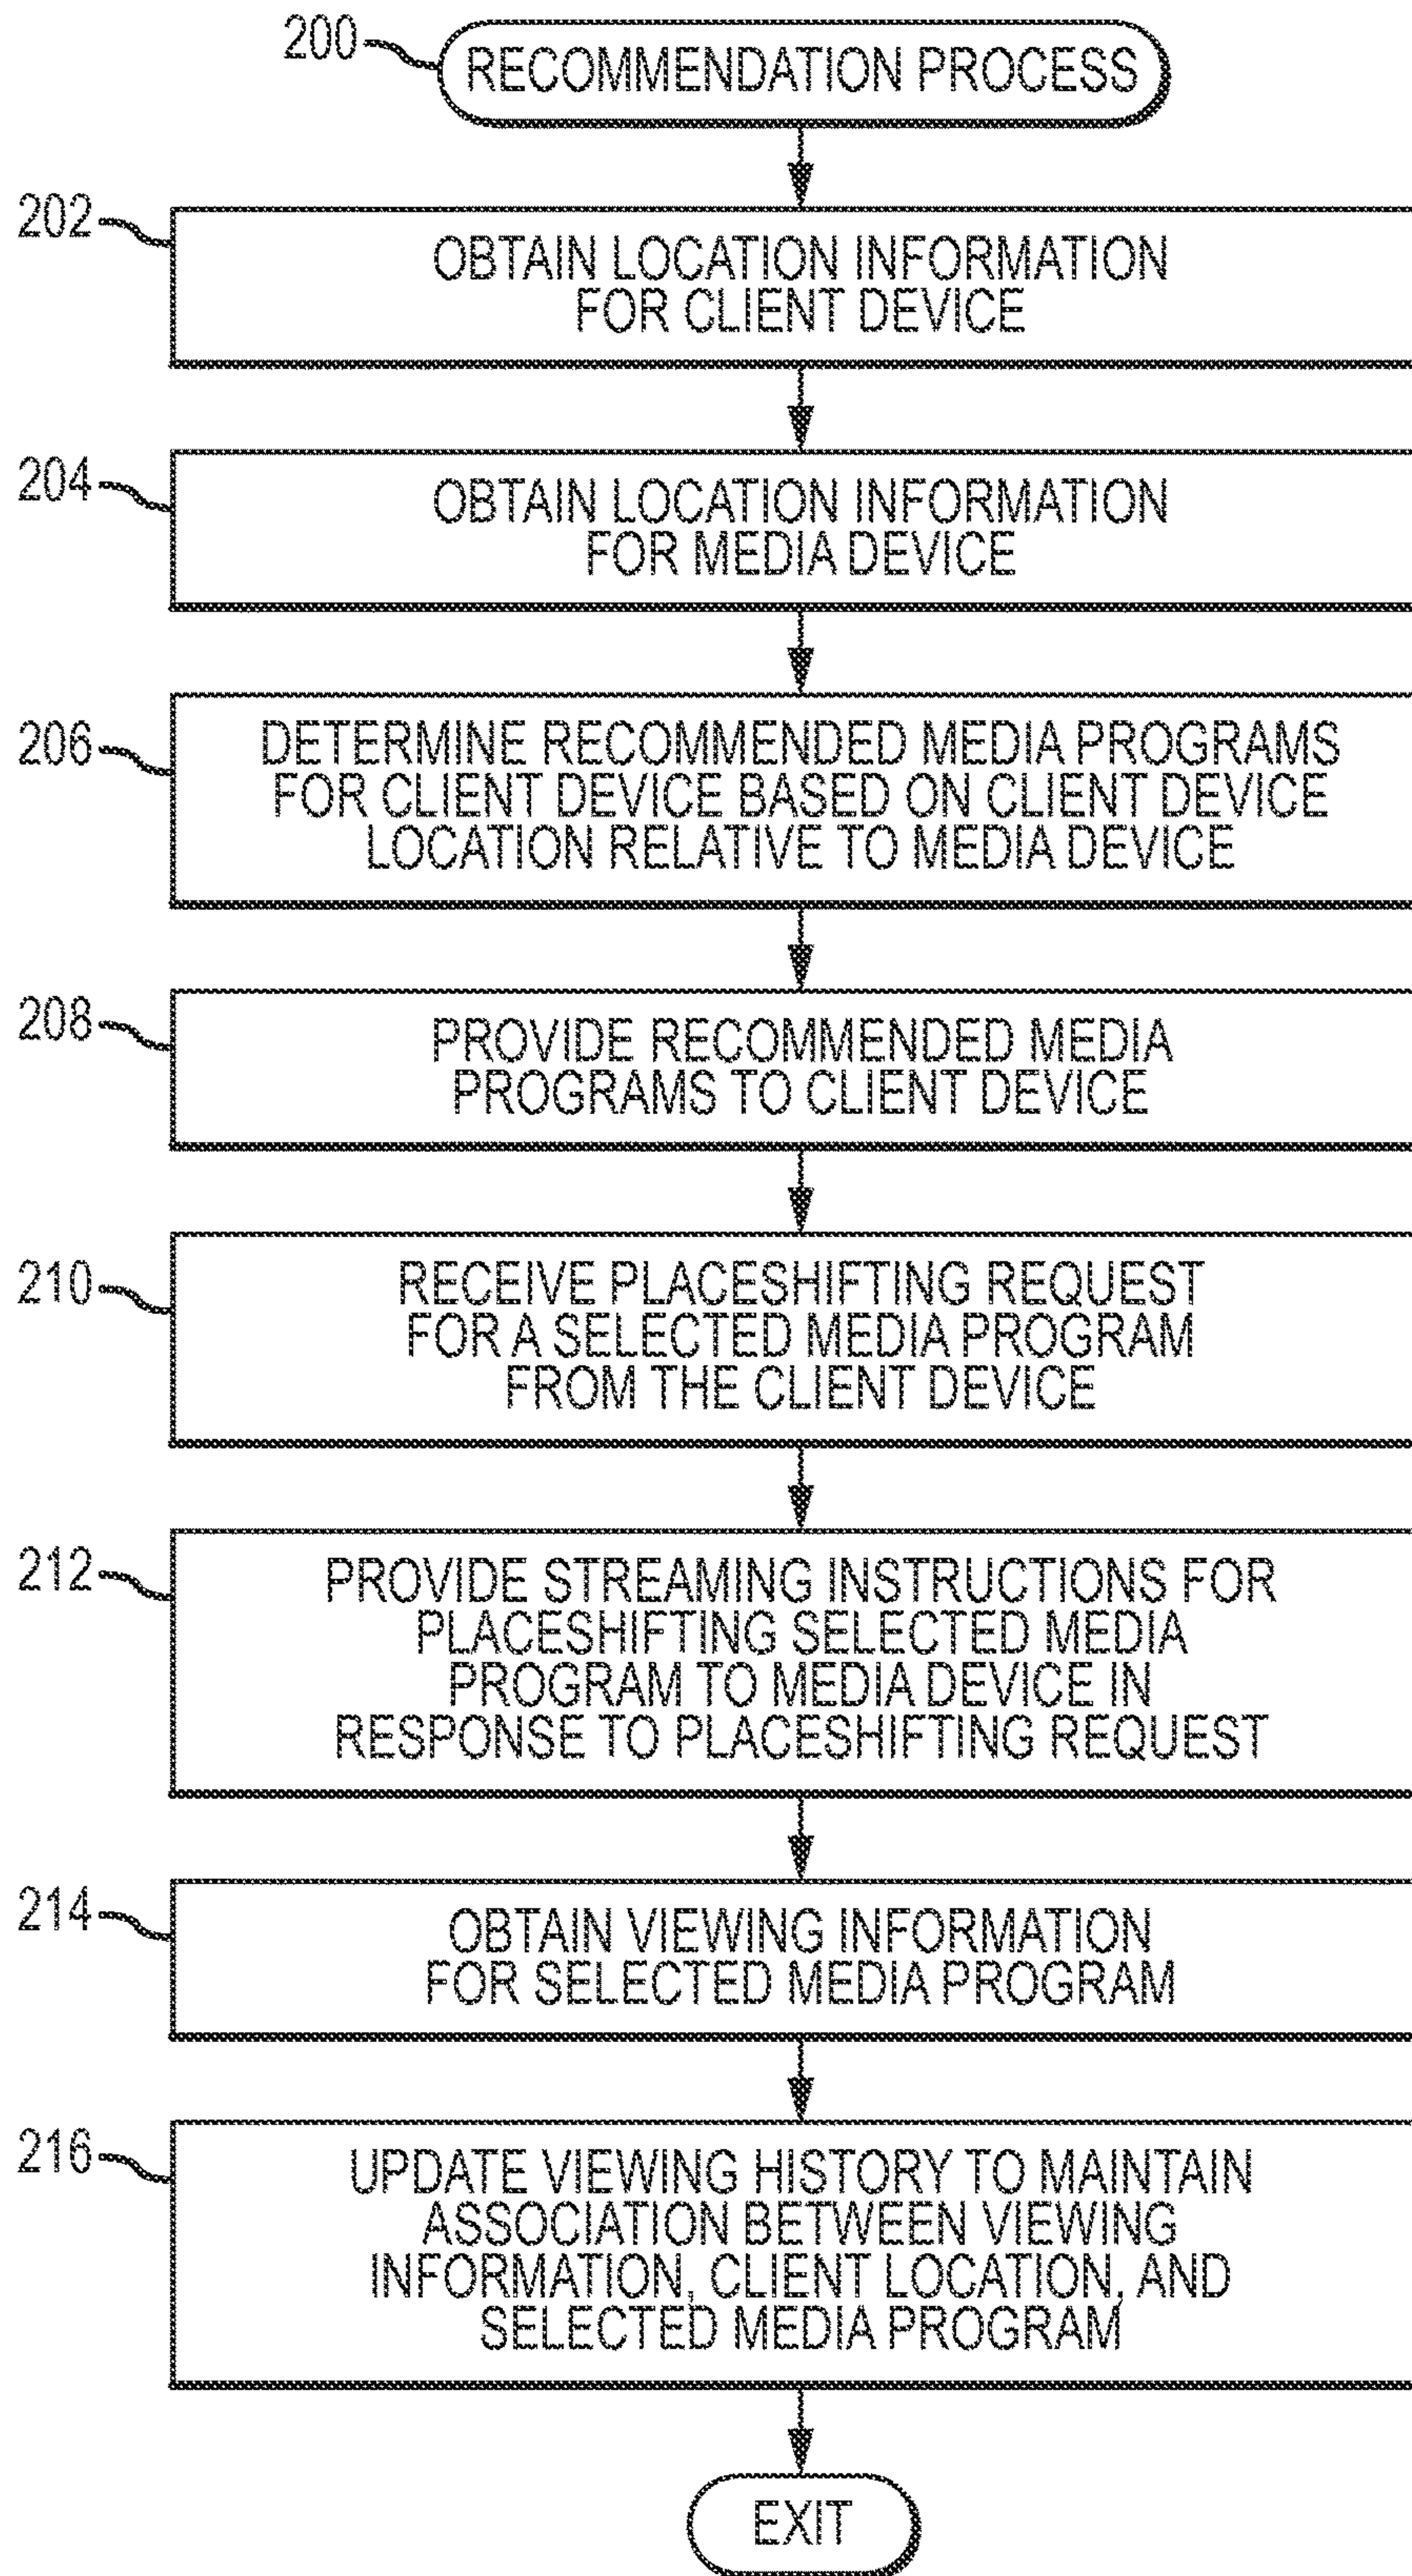 200
RECOMMENDATION PROCESS
202
OBTAIN LOCATION INFORMATION
FOR CLIENT DEVICE
204
OBTAIN LOCATION INFORMATION
FOR MEDIA DEVICE
206
DETERMINE RECOMMENDED MEDIA PROGRAMS
FOR CLIENT DEVICE BASED ON CLIENT DEVICE
LOCATION RELATIVE TO MEDIA DEVICE
208
PROVIDE RECOMMENDED MEDIA
PROGRAMS TO CLIENT DEVICE
210
RECEIVE PLACESHIFTING REQUEST
FOR A SELECTED MEDIA PROGRAM
FROM THE CLIENT DEVICE
212
PROVIDE STREAMING INSTRUCTIONS FOR
PLACESHIFTING SELECTED MEDIA
PROGRAM TO MEDIA DEVICE IN
RESPONSE TO PLACESHIFTING REQUEST
214
OBTAIN VIEWING INFORMATION
FOR SELECTED MEDIA PROGRAM
216
UPDATE VIEWING HISTORY TO MAINTAIN
ASSOCIATION BETWEEN VIEWING
INFORMATION, CLIENT LOCATION, AND
SELECTED MEDIA PROGRAM
EXIT